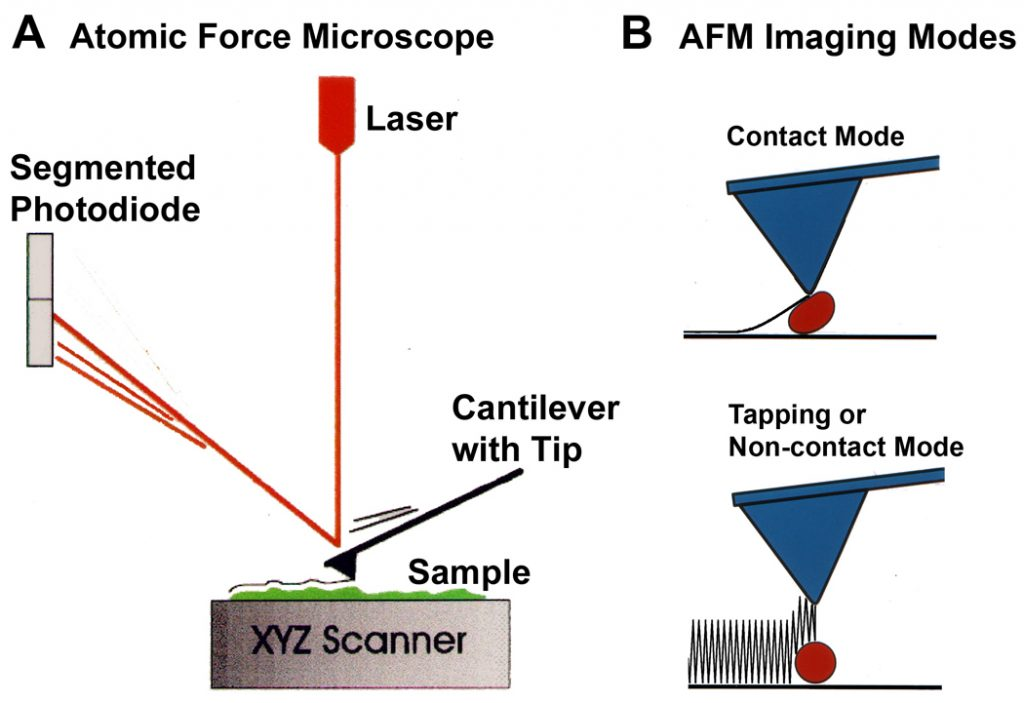 A Atomic Force Microscope
Laser
Segmented
Photodiode
Cantilever
with Tip
Sample
XYZ Scanner
B AFM Imaging Modes
Contact Mode
Tapping or
Non-contact Mode